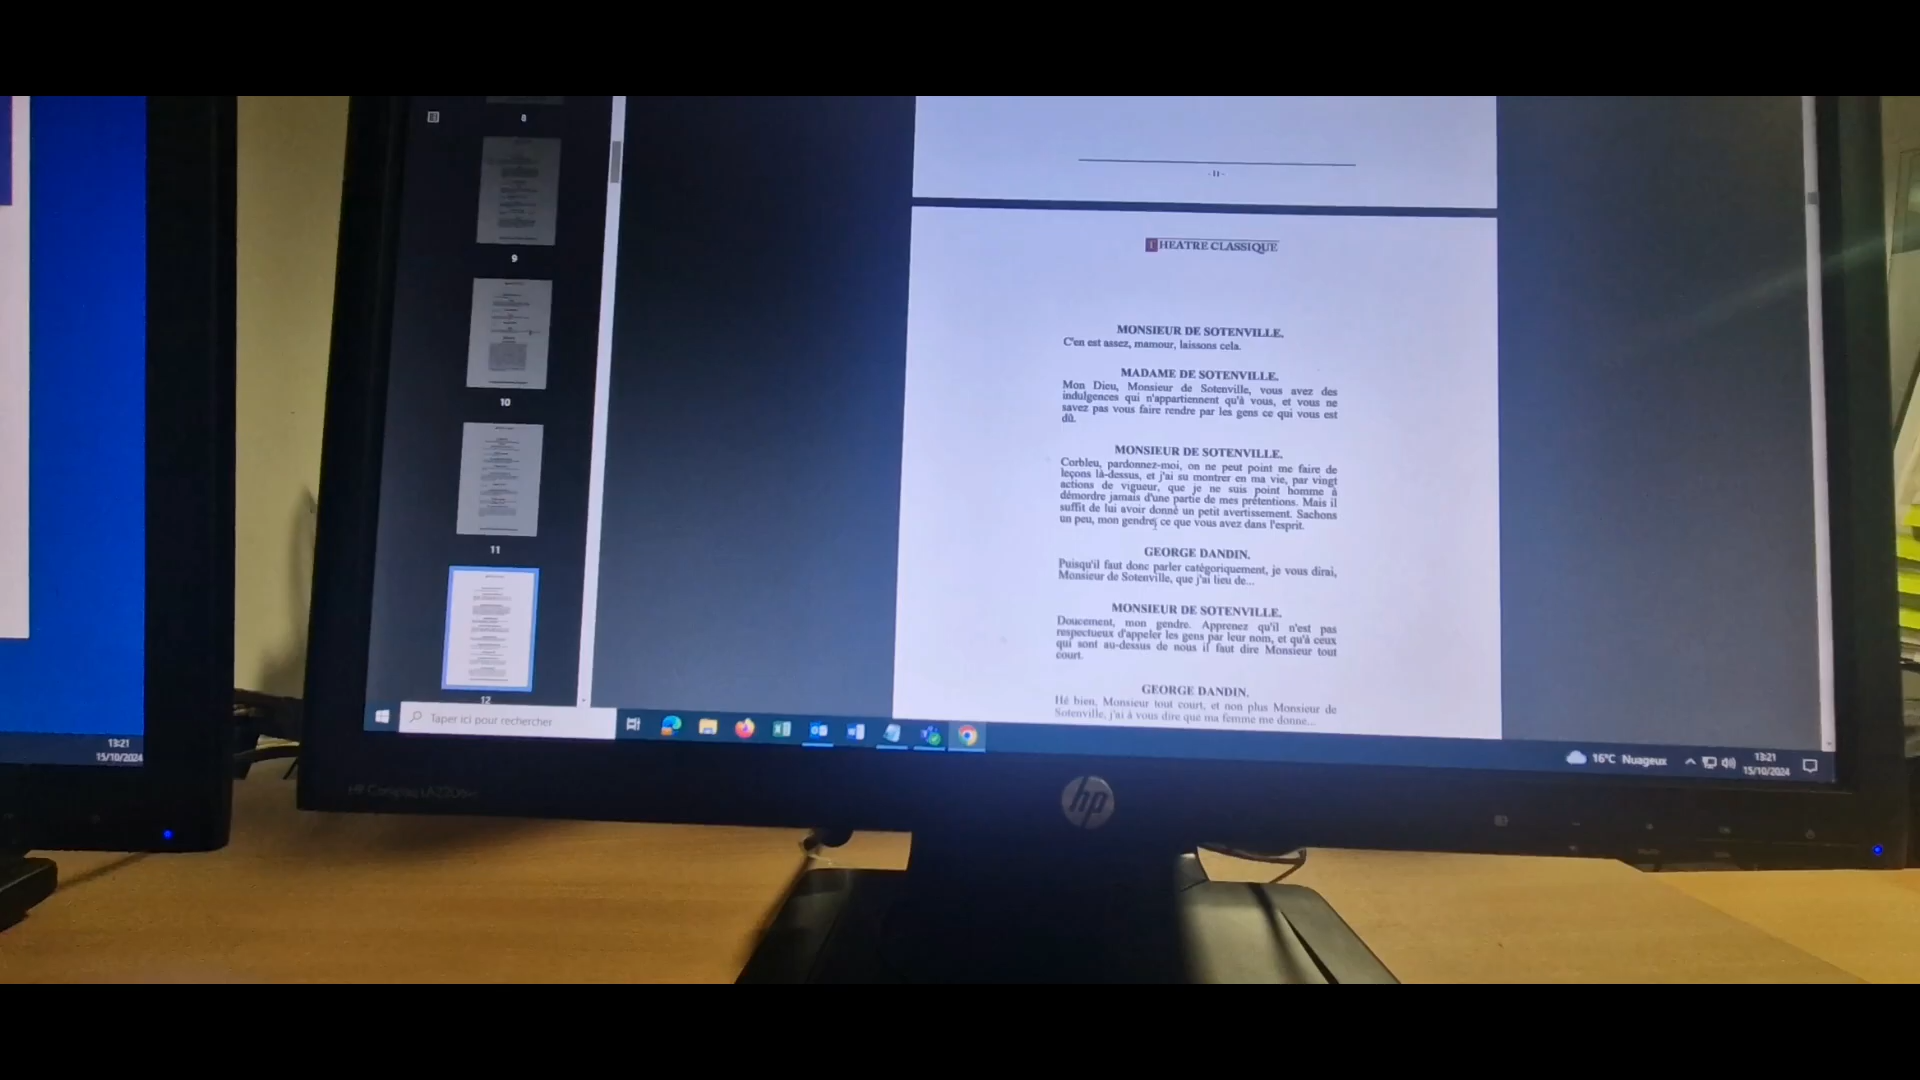 8
9
10
11
12
- 11 -
THEATRE CLASSIQUE
MONSIEUR DE SOTENVILLE.
C'en est assez, mamour, laissons cela.
MADAME DE SOTENVILLE.
Mon Dieu, Monsieur de Sotenville, vous avez des
indulgences qui n'appartiennent qu'à vous, et vous ne
savez pas vous faire rendre par les gens ce qui vous est
dû.
MONSIEUR DE SOTENVILLE.
Corbleu, pardonnez-moi, on ne peut point me faire de
leçons là-dessus, et j'ai su montrer en ma vie, par vingt
actions de vigueur, que je ne suis point homme à
démordre jamais d'une partie de mes prétentions. Mais il
suffit de lui avoir donné un petit avertissement. Sachons
un peu, mon gendre, ce que vous avez dans l'esprit.
GEORGE DANDIN.
Puisqu'il faut donc parler catégoriquement, je vous dirai,
Monsieur de Sotenville, que j'ai lieu de...
MONSIEUR DE SOTENVILLE.
Doucement, mon gendre. Apprenez qu'il n'est pas
respectueux d'appeler les gens par leur nom, et qu'à ceux
qui sont au-dessus de nous il faut dire Monsieur tout
court.
GEORGE DANDIN.
Hé bien, Monsieur tout court, et non plus Monsieur de
Sotenville, j'ai à vous dire que ma femme me donne...
Taper ici pour rechercher
16°C Nuageux
13:21
15/10/2024
13:21
15/10/2024
hp
HP Compaq